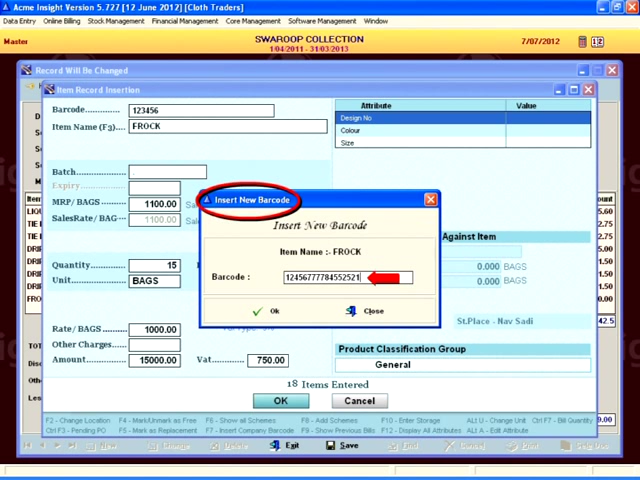 Acme Insight Version 5.727 [12 June 2012] [Cloth Traders]
Data Entry Online Billing Stock Management Financial Management Core Management Software Management Window
Master SWAROOP COLLECTION 7/07/2012
1/04/2011 - 31/03/2013
Record Will Be Changed
Item Record Insertion
Barcode.............. 123456
Item Name (F3).... FROCK
Attribute Value
Design No
Colour
Size
Batch.................
Expiry
MRP/ BAGS 1100.00
SalesRate/ BAG 1100.00
Insert New Barcode
Insert New Barcode
Item Name :- FROCK
Barcode : 12456777784552521
Ok Close
Against Item
0.000 BAGS
0.000 BAGS
Quantity.............. 15
Unit................... BAGS
St.Place - Nav Sadi
Rate/ BAGS 1000.00
Other Charges......
Amount............... 15000.00 Vat............. 750.00
Product Classification Group
General
18 Items Entered
OK Cancel
F2 - Change Location F4 - Mark/Unmark as Free F6 - Show all Schemes F8 - Add Schemes F10 - Enter Storage ALt U - Change Unit Ctrl F7 - Bill Quantity
Ctrl F3 - Pending PO F5 - Mark as Replacement F7 - Insert Company Barcode F9 - Show Previous Bills F12 - Display All Attributes ALt A - Edit Attribute
New Change Delete Exit Save Find Cancel Print